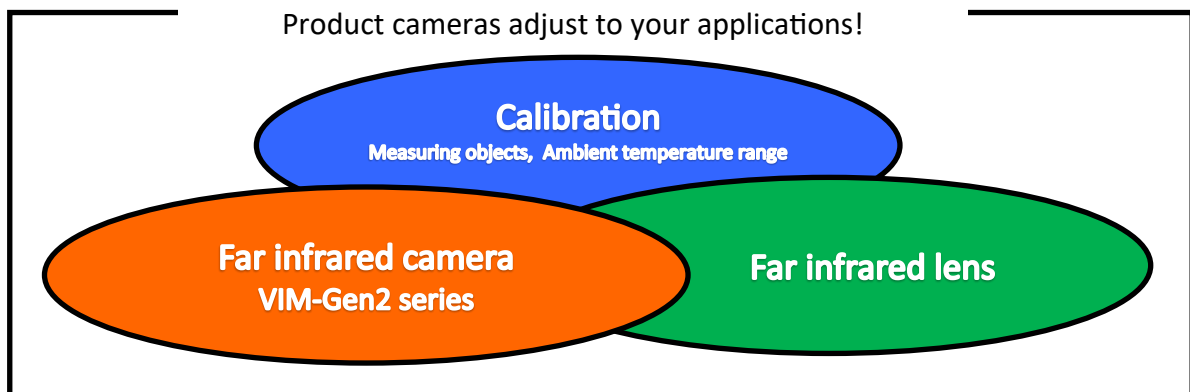 Product cameras adjust to your applications!
Calibration
Measuring objects, Ambient temperature range
Far infrared camera
VIM-Gen2 series
Far infrared lens